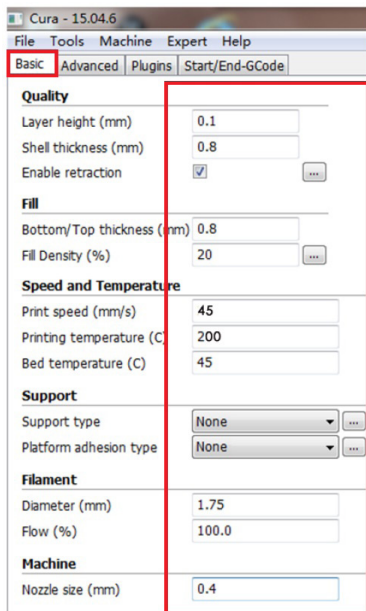 Cura - 15.04.6
File Tools Machine Expert Help
Basic Advanced Plugins Start/End-GCode
Quality
Layer height (mm) 0.1
Shell thickness (mm) 0.8
Enable retraction ...
Fill
Bottom/Top thickness (mm) 0.8
Fill Density (%) 20 ...
Speed and Temperature
Print speed (mm/s) 45
Printing temperature (C) 200
Bed temperature (C) 45
Support
Support type None ...
Platform adhesion type None ...
Filament
Diameter (mm) 1.75
Flow (%) 100.0
Machine
Nozzle size (mm) 0.4